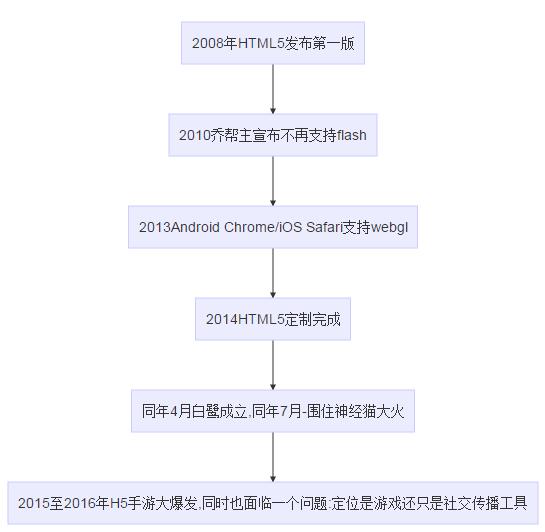 2008年HTML5发布第一版
2010乔帮主宣布不再支持flash
2013Android Chrome/iOS Safari支持webgl
2014HTML5定制完成
同年4月白鹭成立,同年7月-围住神经猫大火
2015至2016年H5手游大爆发,同时也面临一个问题:定位是游戏还只是社交传播工具